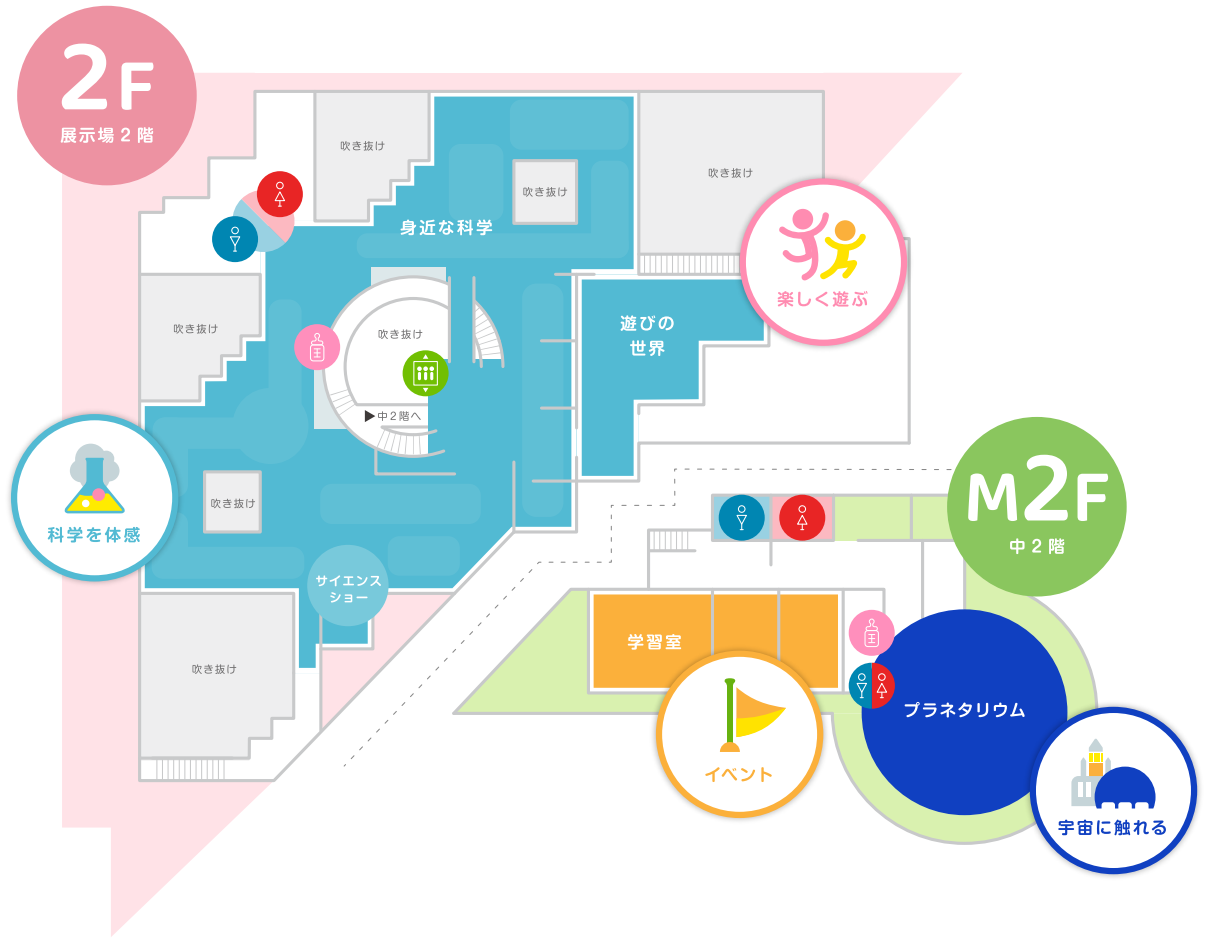 2F
展示場2階
吹き抜け
吹き抜け
吹き抜け
身近な科学
楽しく遊ぶ
吹き抜け
吹き抜け
遊びの
世界
▶中2階へ
吹き抜け
科学を体感
M2F
中2階
サイエンス
ショー
学習室
吹き抜け
プラネタリウム
イベント
宇宙に触れる